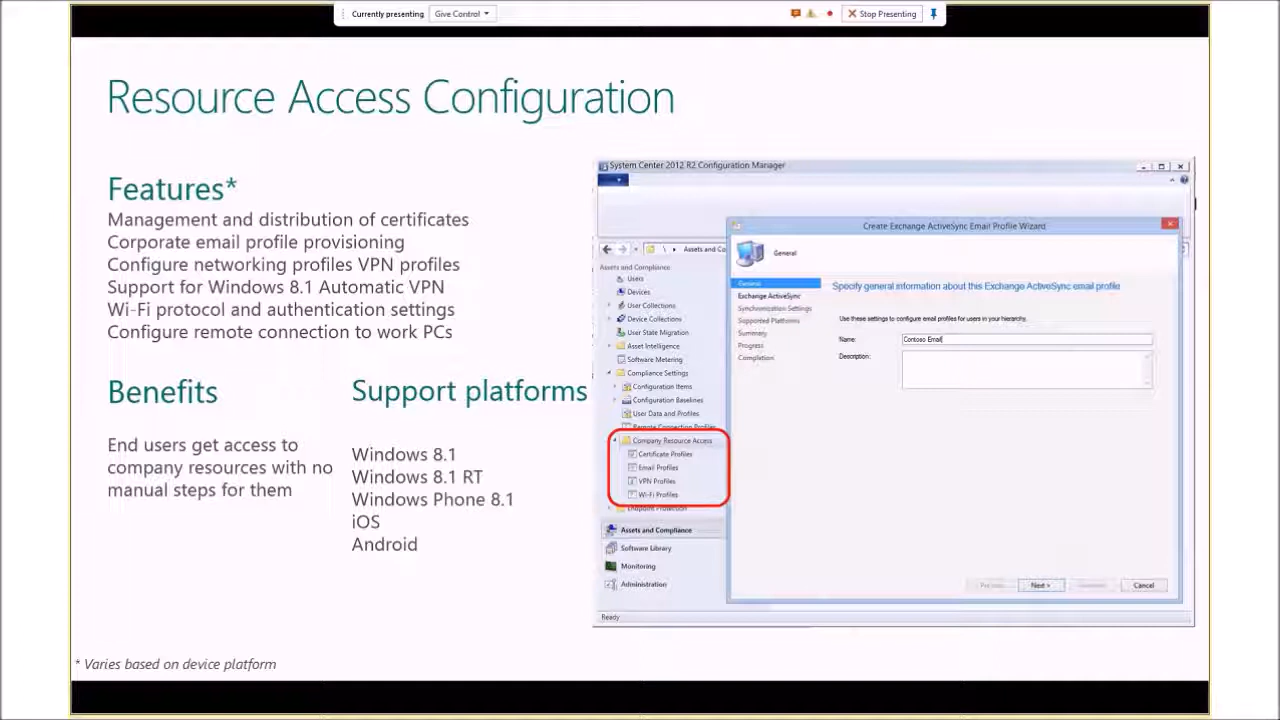 Currently presenting
Give Control
Stop Presenting
Resource Access Configuration
Features*
Management and distribution of certificates
Corporate email profile provisioning
Configure networking profiles VPN profiles
Support for Windows 8.1 Automatic VPN
Wi-Fi protocol and authentication settings
Configure remote connection to work PCs
Benefits
End users get access to
company resources with no
manual steps for them
Support platforms
Windows 8.1
Windows 8.1 RT
Windows Phone 8.1
iOS
Android
* Varies based on device platform
System Center 2012 R2 Configuration Manager
\ Assets and Co
Assets and Compliance
Users
Devices
User Collections
Device Collections
User State Migration
Asset Intelligence
Software Metering
Compliance Settings
Configuration Items
Configuration Baselines
User Data and Profiles
Remote Connection Profiles
Company Resource Access
Certificate Profiles
Email Profiles
VPN Profiles
Wi-Fi Profiles
Endpoint Protection
Assets and Compliance
Software Library
Monitoring
Administration
Ready
Create Exchange ActiveSync Email Profile Wizard
General
General
Exchange ActiveSync
Synchronization Settings
Supported Platforms
Summary
Progress
Completion
Specify general information about this Exchange ActiveSync email profile
Use these settings to configure email profiles for users in your hierarchy.
Name:
Contoso Email
Description:
Next >
Cancel